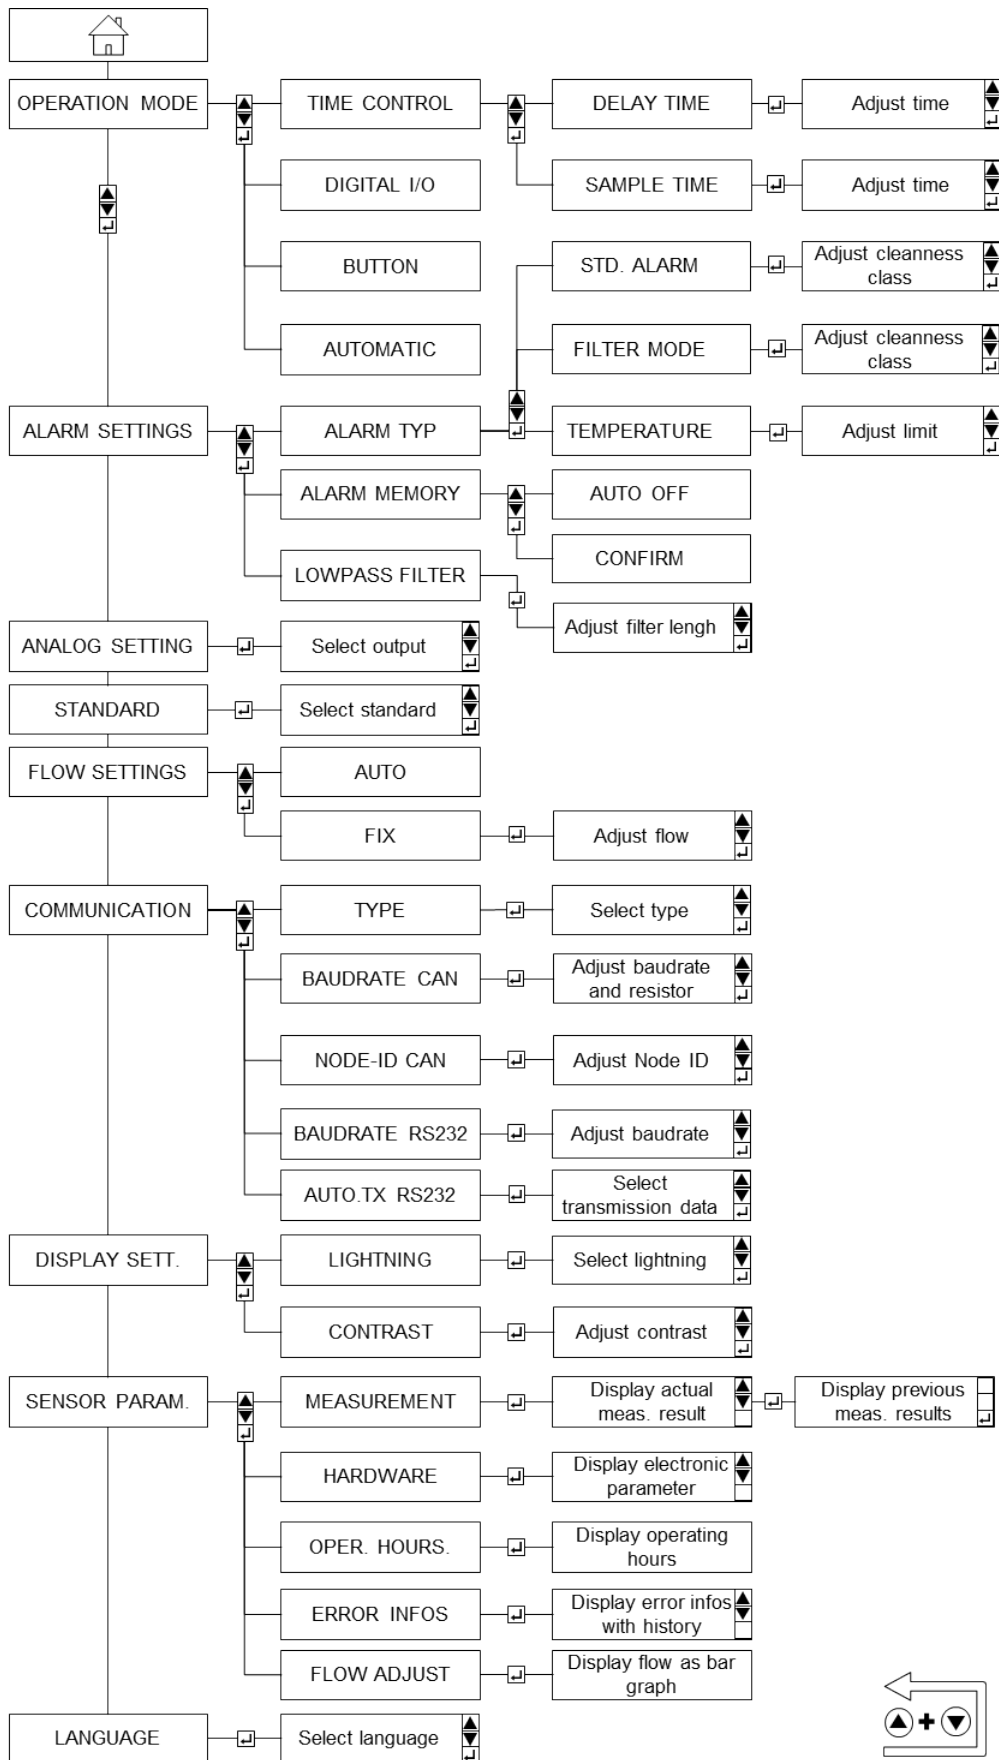 OPERATION MODE
TIME CONTROL
DELAY TIME
Adjust time
DIGITAL I/O
SAMPLE TIME
Adjust time
BUTTON
STD. ALARM
Adjust cleanness
class
AUTOMATIC
FILTER MODE
Adjust cleanness
class
ALARM SETTINGS
ALARM TYP
TEMPERATURE
Adjust limit
ALARM MEMORY
AUTO OFF
CONFIRM
LOWPASS FILTER
Adjust filter lengh
ANALOG SETTING
Select output
STANDARD
Select standard
FLOW SETTINGS
AUTO
FIX
Adjust flow
COMMUNICATION
TYPE
Select type
BAUDRATE CAN
Adjust baudrate
and resistor
NODE-ID CAN
Adjust Node ID
BAUDRATE RS232
Adjust baudrate
AUTO.TX RS232
Select
transmission data
DISPLAY SETT.
LIGHTNING
Select lightning
CONTRAST
Adjust contrast
SENSOR PARAM.
MEASUREMENT
Display actual
meas. result
Display previous
meas. results
HARDWARE
Display electronic
parameter
OPER. HOURS.
Display operating
hours
ERROR INFOS
Display error infos
with history
FLOW ADJUST
Display flow as bar
graph
LANGUAGE
Select language